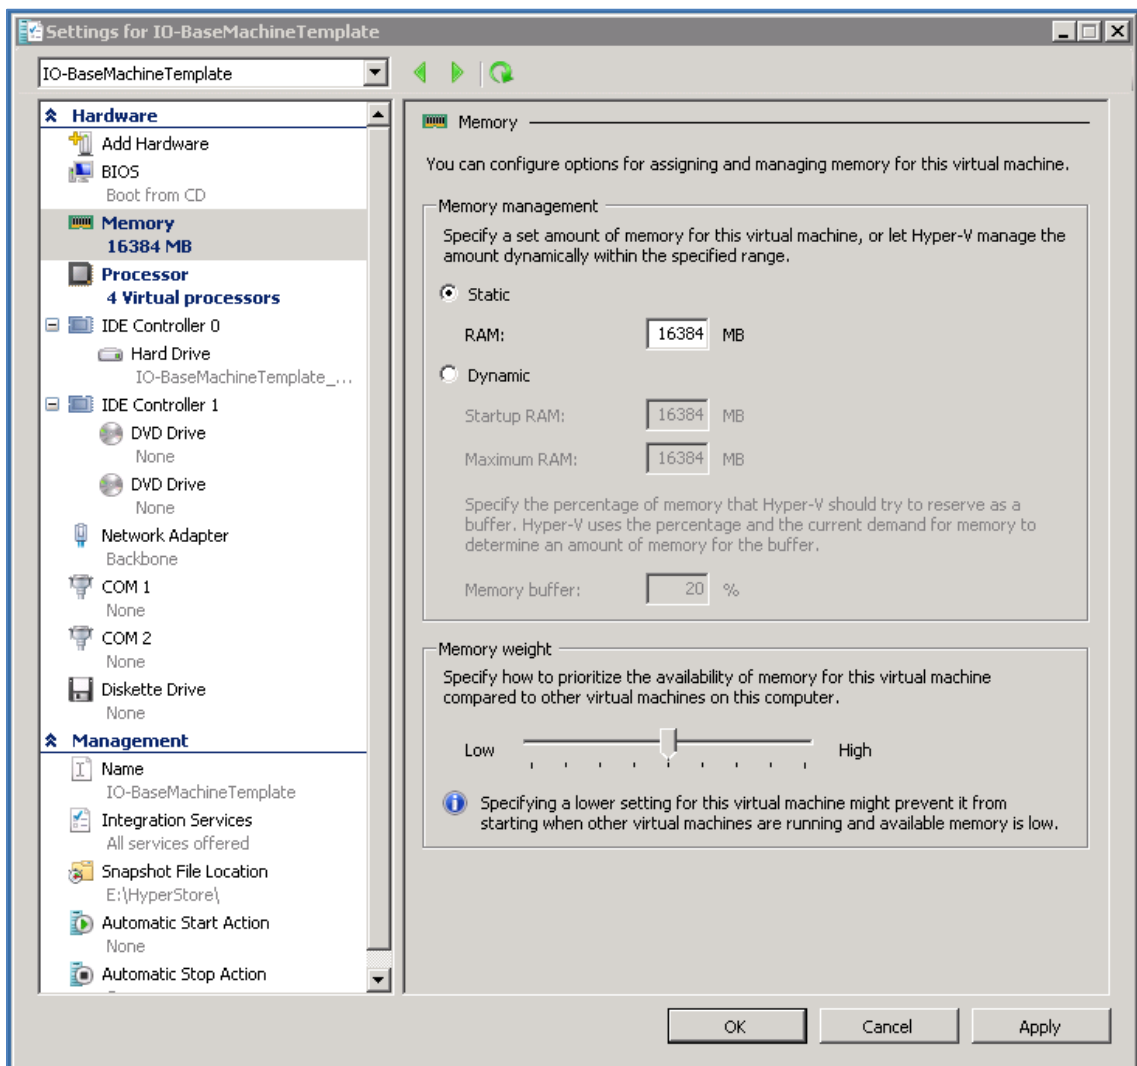 Settings for IO-BaseMachineTemplate
IO-BaseMachineTemplate
Hardware
Add Hardware
BIOS
Boot from CD
Memory
16384 MB
Processor
4 Virtual processors
IDE Controller 0
Hard Drive
IO-BaseMachineTemplate_...
IDE Controller 1
DVD Drive
None
DVD Drive
None
Network Adapter
Backbone
COM 1
None
COM 2
None
Diskette Drive
None
Management
Name
IO-BaseMachineTemplate
Integration Services
All services offered
Snapshot File Location
E:\HyperStore\
Automatic Start Action
None
Automatic Stop Action
Memory
You can configure options for assigning and managing memory for this virtual machine.
Memory management
Specify a set amount of memory for this virtual machine, or let Hyper-V manage the
amount dynamically within the specified range.
Static
RAM: 16384 MB
Dynamic
Startup RAM: 16384 MB
Maximum RAM: 16384 MB
Specify the percentage of memory that Hyper-V should try to reserve as a
buffer. Hyper-V uses the percentage and the current demand for memory to
determine an amount of memory for the buffer.
Memory buffer: 20 %
Memory weight
Specify how to prioritize the availability of memory for this virtual machine
compared to other virtual machines on this computer.
Low High
Specifying a lower setting for this virtual machine might prevent it from
starting when other virtual machines are running and available memory is low.
OK Cancel Apply